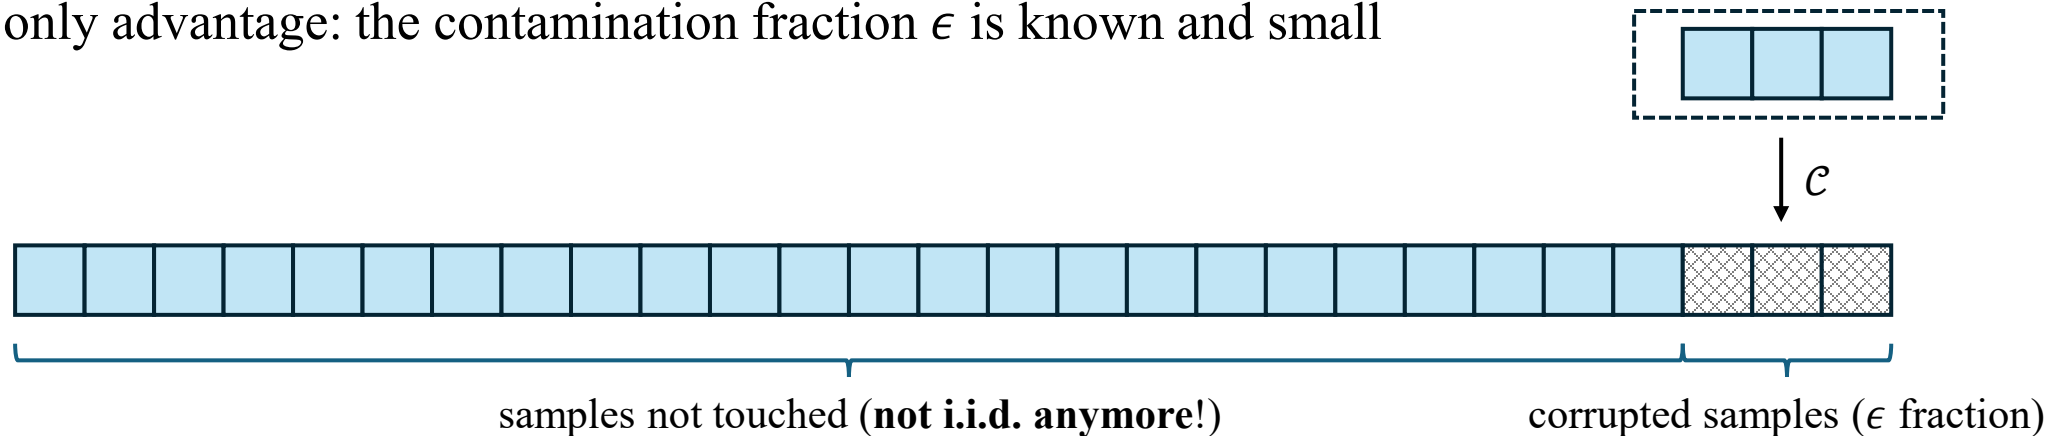 only advantage: the contamination fraction ϵ is known and small
𝒞
samples not touched (not i.i.d. anymore!)
corrupted samples (ϵ fraction)